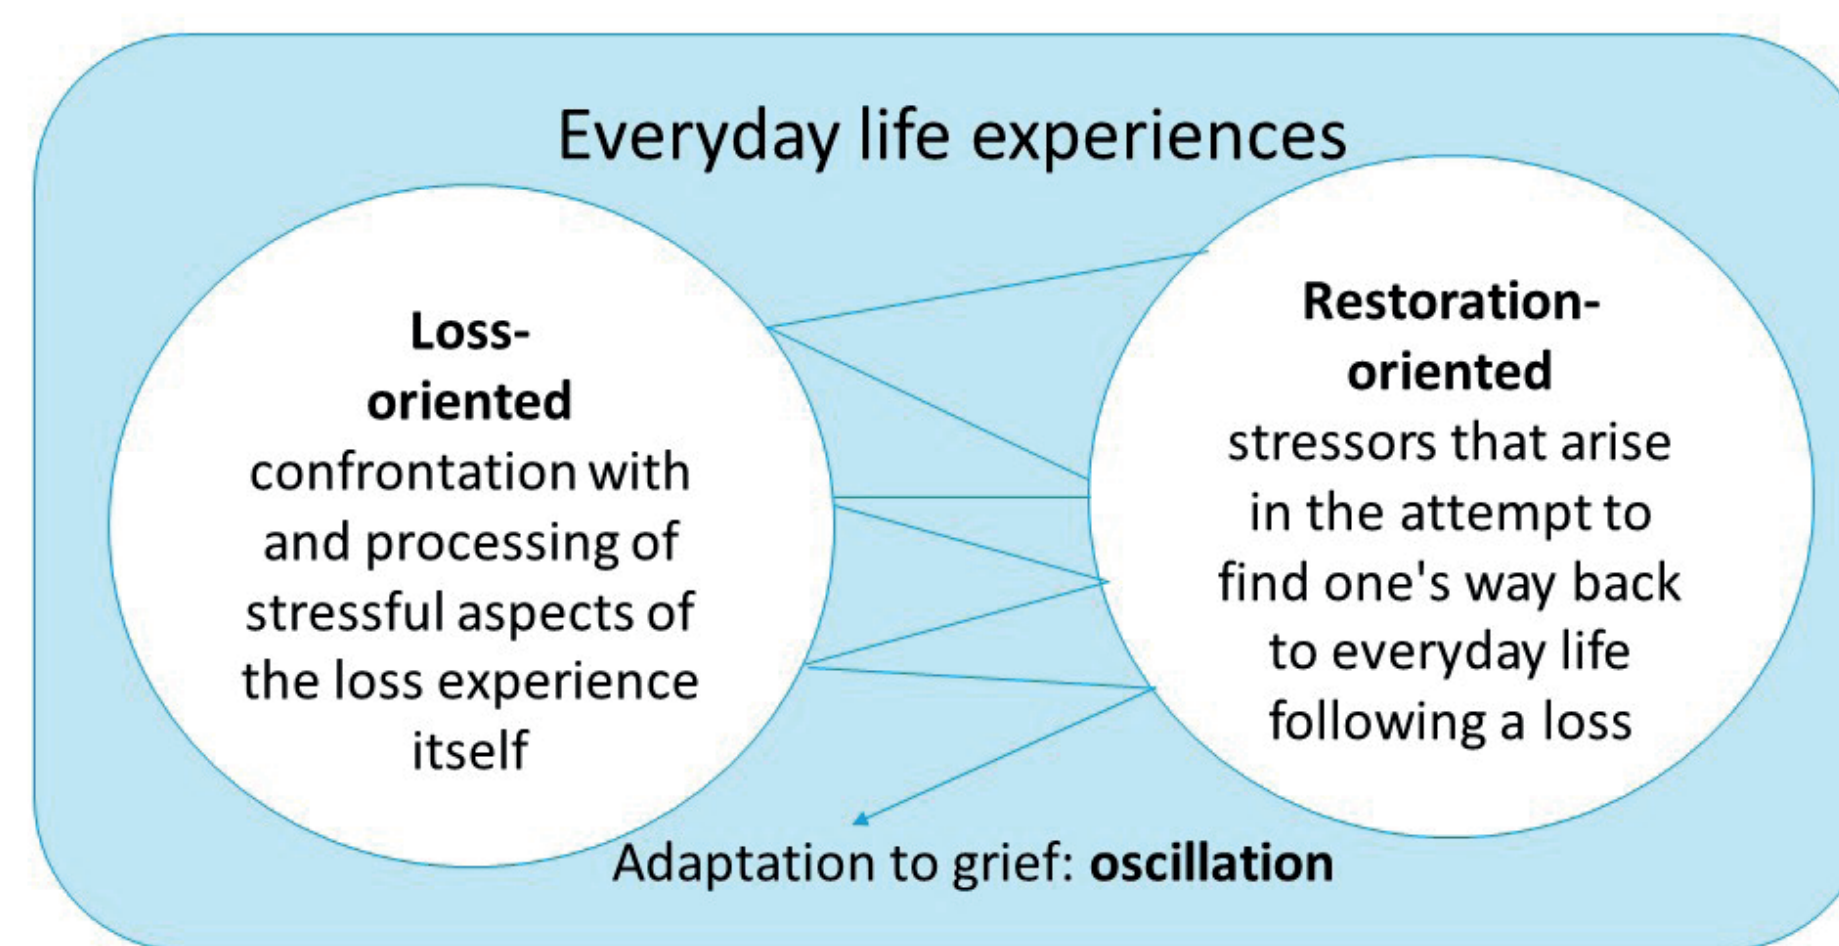 Everyday life experiences
Loss-
oriented
confrontation with
and processing of
stressful aspects of
the loss experience
itself
Restoration-
oriented
stressors that arise
in the attempt to
find one's way back
to everyday life
following a loss
Adaptation to grief: oscillation